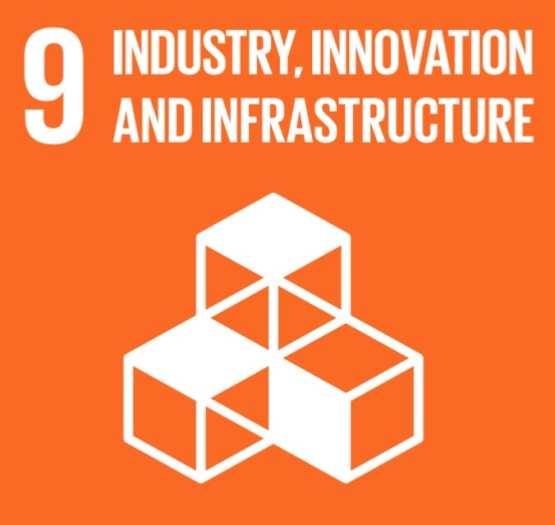 9 INDUSTRY, INNOVATION
AND INFRASTRUCTURE